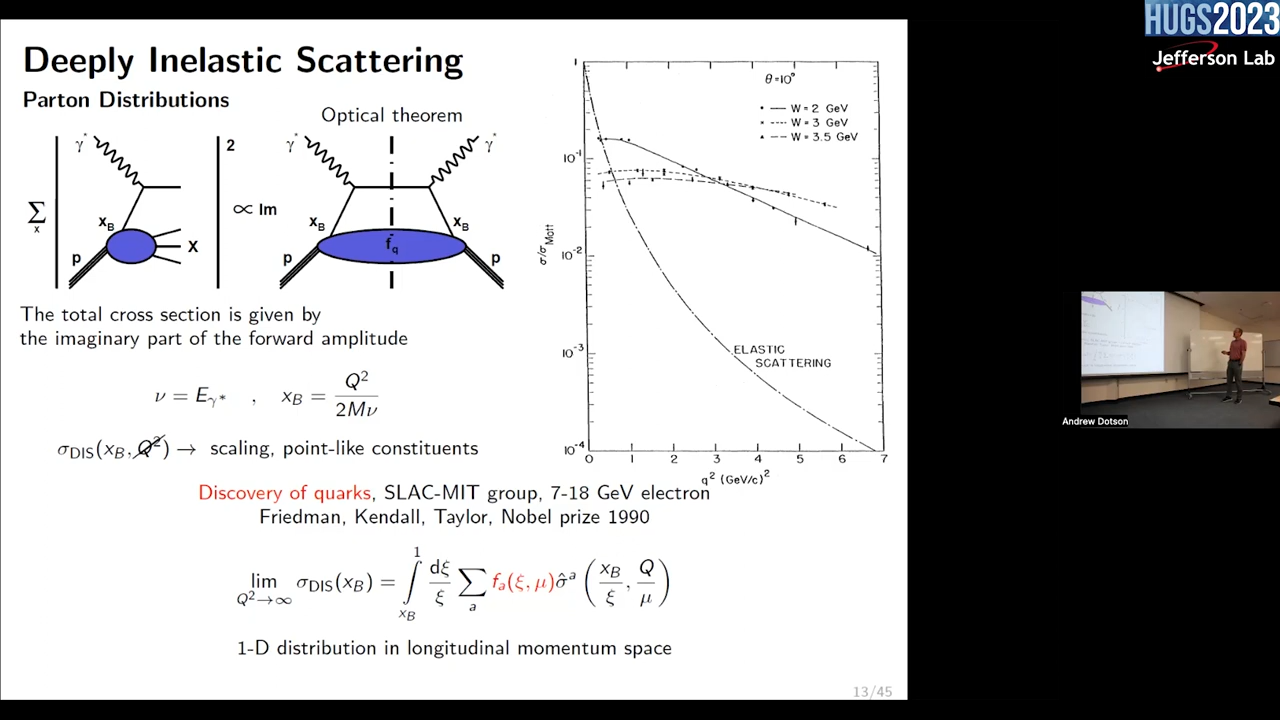 HUGS2023
Jefferson Lab
Deeply Inelastic Scattering
Parton Distributions
Optical theorem
γ*
2
γ*
γ*
∑
x
x_B
X
p
∝ Im
x_B
x_B
f_q
p
p
The total cross section is given by
the imaginary part of the forward amplitude
ν = E_γ* , x_B = Q² / 2Mν
σ_DIS(x_B, Q²) → scaling, point-like constituents
θ = 10°
W = 2 GeV
W = 3 GeV
W = 3.5 GeV
σ/σ_Mott
1
10⁻¹
10⁻²
10⁻³
10⁻⁴
ELASTIC
SCATTERING
0 1 2 3 4 5 6 7
q² (GeV/c)²
Discovery of quarks, SLAC-MIT group, 7-18 GeV electron
Friedman, Kendall, Taylor, Nobel prize 1990
lim_{Q²→∞} σ_DIS(x_B) = ∫_{x_B}^{1} dξ/ξ ∑_a f_a(ξ, μ) σ̂^a (x_B/ξ, Q/μ)
1-D distribution in longitudinal momentum space
13/45
Andrew Dotson